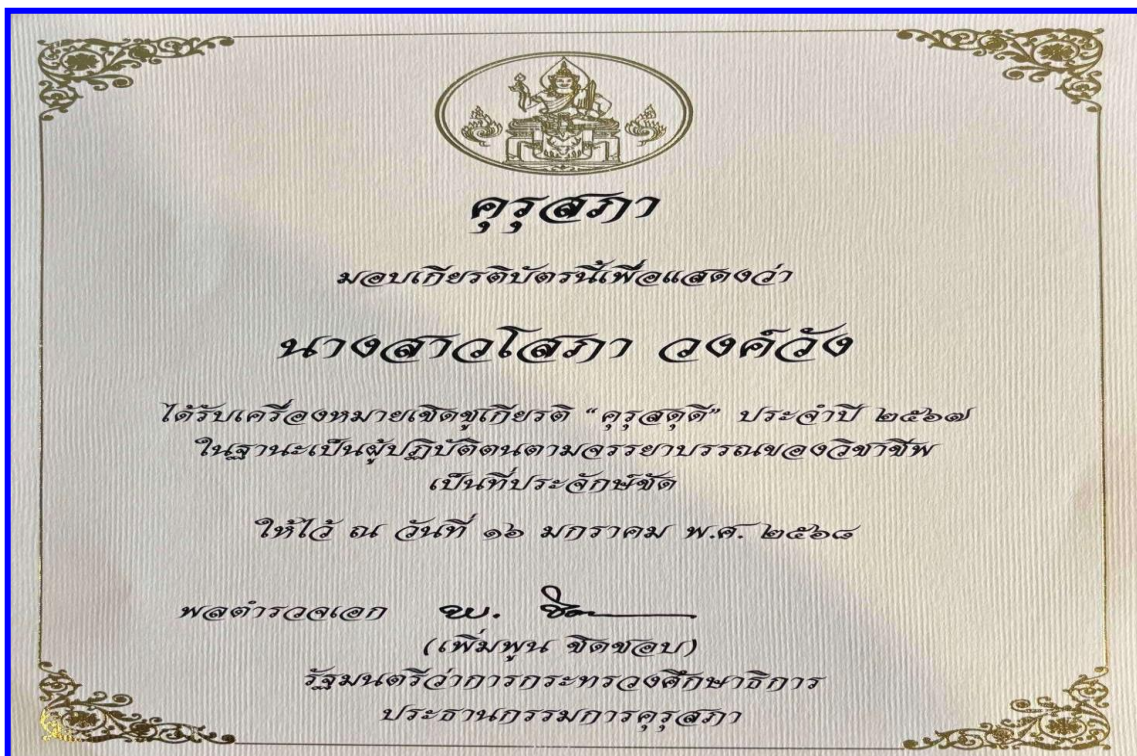 คุรุสภา
มอบเกียรติบัตรนี้เพื่อแสดงว่า
นางสาวโสภา วงค์วัง
ได้รับเครื่องหมายเชิดชูเกียรติ “คุรุสดุดี” ประจำปี ๒๕๖๗
ในฐานะเป็นผู้ปฏิบัติตนตามจรรยาบรรณของวิชาชีพ
เป็นที่ประจักษ์ชัด
ให้ไว้ ณ วันที่ ๑๖ มกราคม พ.ศ. ๒๕๖๘
พลตำรวจเอก
(เพิ่มพูน ชิดชอบ)
รัฐมนตรีว่าการกระทรวงศึกษาธิการ
ประธานกรรมการคุรุสภา